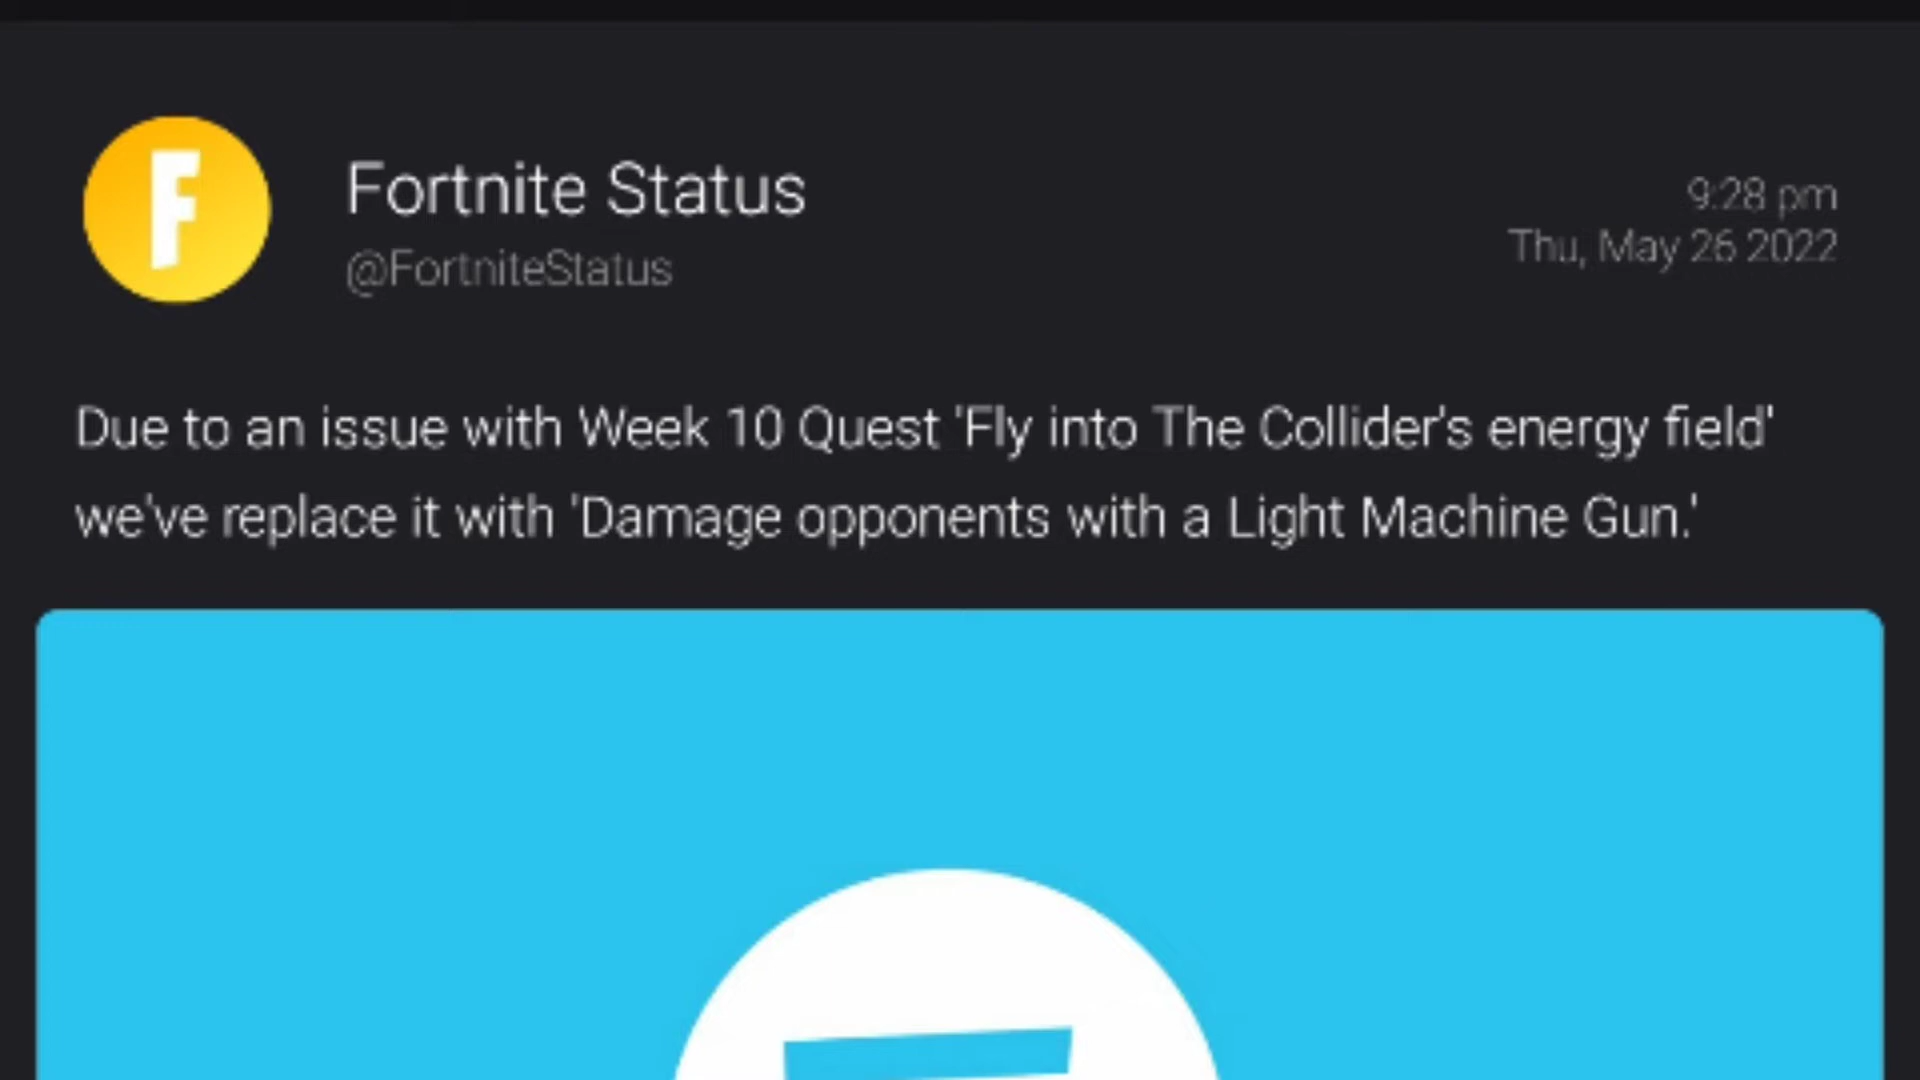 F
Fortnite Status
@FortniteStatus
9:28 pm
Thu, May 26 2022
Due to an issue with Week 10 Quest 'Fly into The Collider's energy field'
we've replace it with 'Damage opponents with a Light Machine Gun.'